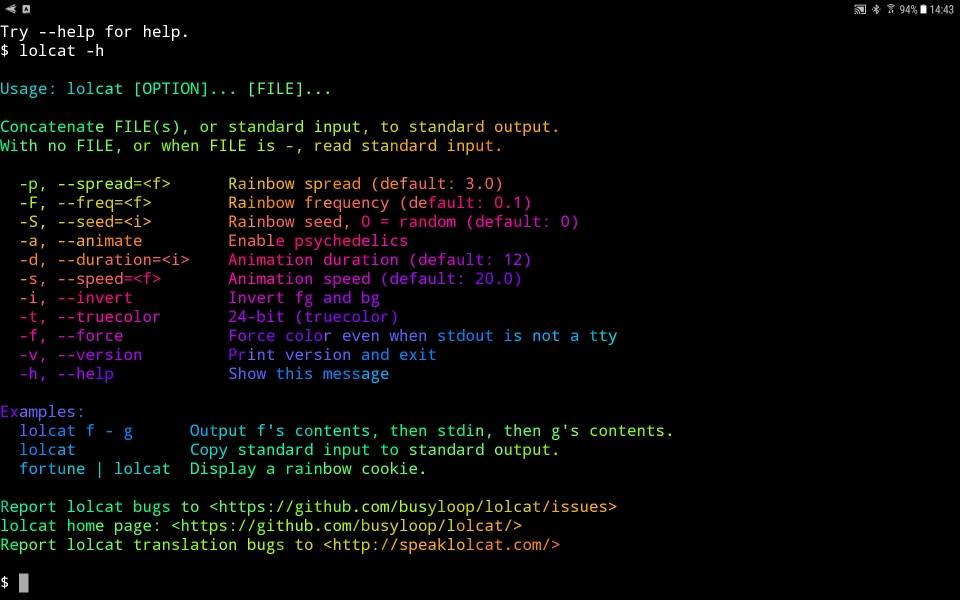 94% 14:43
Try --help for help.
$ lolcat -h
Usage: lolcat [OPTION]... [FILE]...
Concatenate FILE(s), or standard input, to standard output.
With no FILE, or when FILE is -, read standard input.
-p, --spread=<f> Rainbow spread (default: 3.0)
-F, --freq=<f> Rainbow frequency (default: 0.1)
-S, --seed=<i> Rainbow seed, 0 = random (default: 0)
-a, --animate Enable psychedelics
-d, --duration=<i> Animation duration (default: 12)
-s, --speed=<f> Animation speed (default: 20.0)
-i, --invert Invert fg and bg
-t, --truecolor 24-bit (truecolor)
-f, --force Force color even when stdout is not a tty
-v, --version Print version and exit
-h, --help Show this message
Examples:
lolcat f - g Output f's contents, then stdin, then g's contents.
lolcat Copy standard input to standard output.
fortune | lolcat Display a rainbow cookie.
Report lolcat bugs to <https://github.com/busyloop/lolcat/issues>
lolcat home page: <https://github.com/busyloop/lolcat/>
Report lolcat translation bugs to <http://speaklolcat.com/>
$